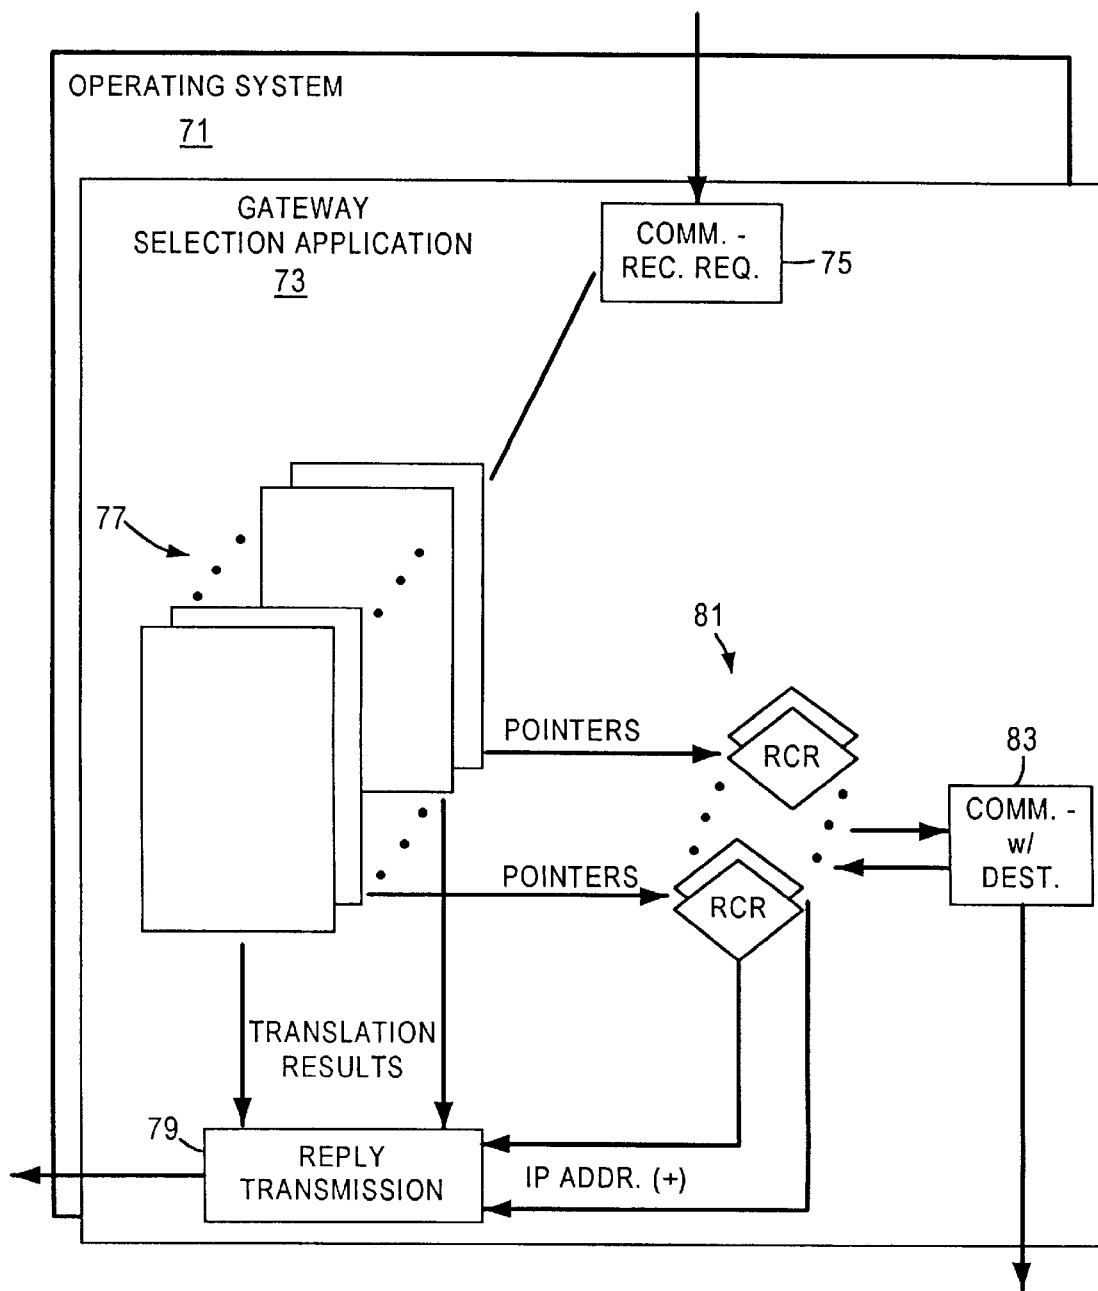 OPERATING SYSTEM
71
GATEWAY
SELECTION APPLICATION
73
COMM. -
REC. REQ.
75
77
81
POINTERS
RCR
83
COMM. -
w/
DEST.
POINTERS
RCR
TRANSLATION
RESULTS
79
REPLY
TRANSMISSION
IP ADDR. (+)